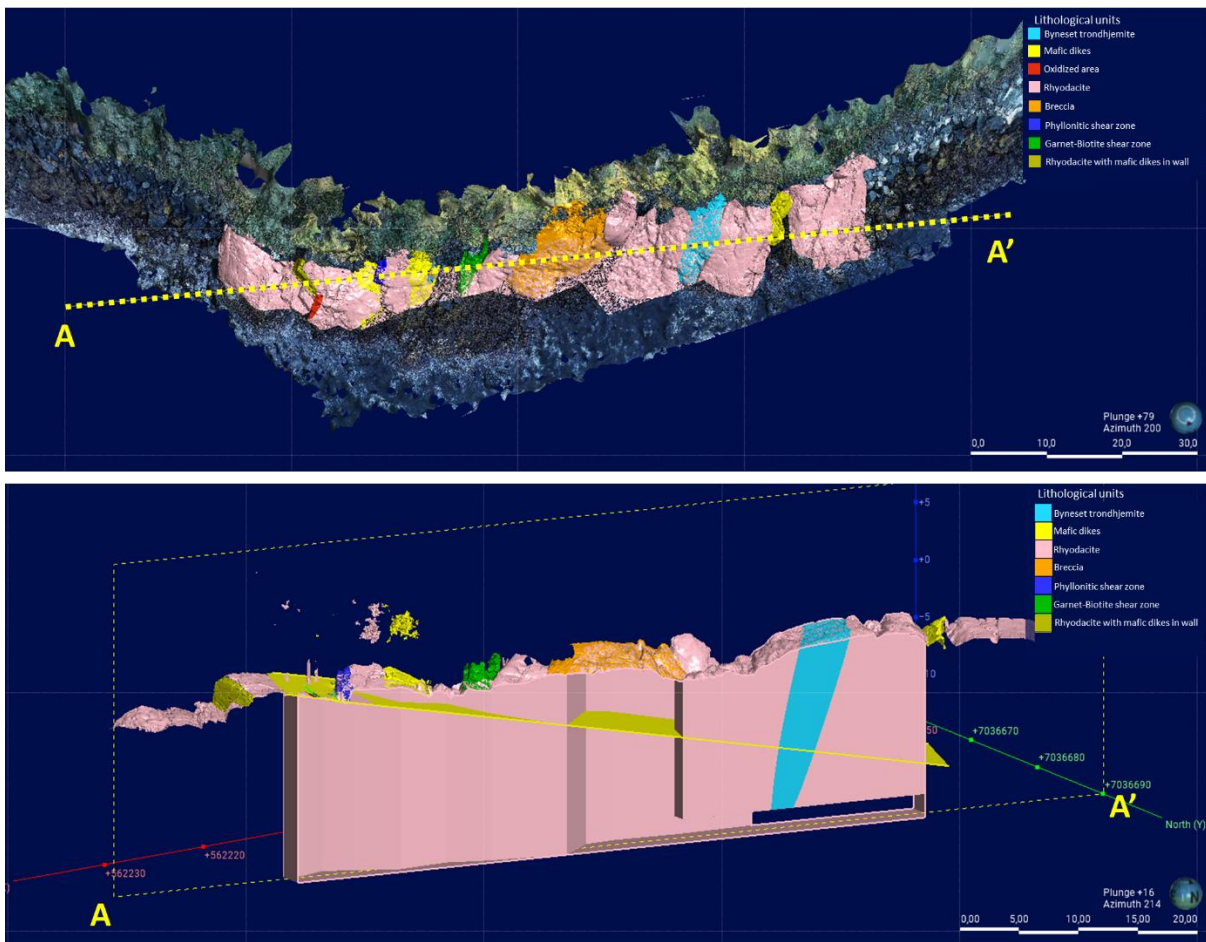 Lithological units
Byneset trondhjemite
Mafic dikes
Oxidized area
Rhyodacite
Breccia
Phyllonitic shear zone
Garnet-Biotite shear zone
Rhyodacite with mafic dikes in wall
A'
A
Plunge +79
Azimuth 200
0,0 10,0 20,0 30,0
Lithological units
Byneset trondhjemite
Mafic dikes
Rhyodacite
Breccia
Phyllonitic shear zone
Garnet-Biotite shear zone
Rhyodacite with mafic dikes in wall
+5
+0
-5
10
50
+7036670
+7036680
+7036690
A'
North (Y)
+562220
+562230
A
Plunge +16
Azimuth 214
0,00 5,00 10,00 15,00 20,00